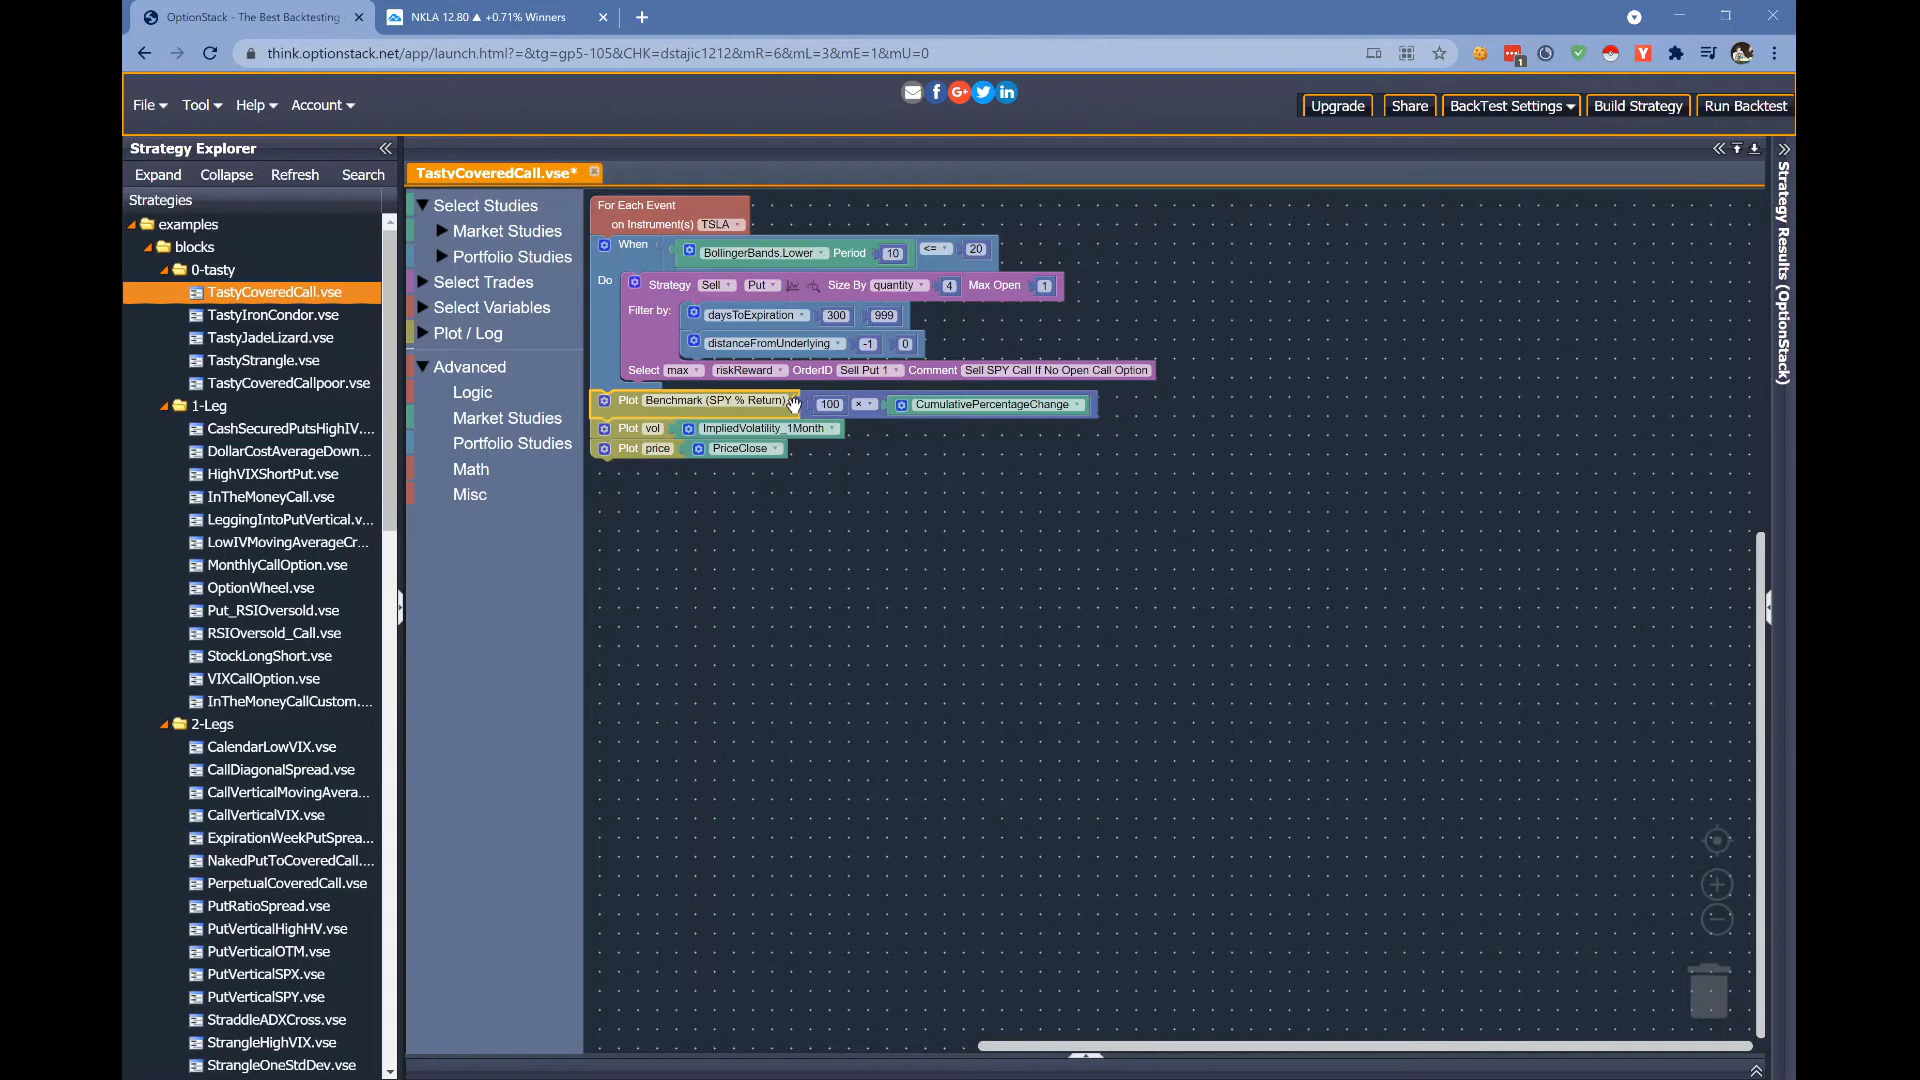 OptionStack - The Best Backtesting
NKLA 12.80 ▲ +0.71% Winners
think.optionstack.net/app/launch.html?=&tg=gp5-105&CHK=dstajic1212&mR=6&mL=3&mE=1&mU=0
1
File
Tool
Help
Account
Upgrade
Share
BackTest Settings
Build Strategy
Run Backtest
Strategy Explorer
Expand
Collapse
Refresh
Search
Strategies
examples
blocks
0-tasty
TastyCoveredCall.vse
TastyIronCondor.vse
TastyJadeLizard.vse
TastyStrangle.vse
TastyCoveredCallpoor.vse
1-Leg
CashSecuredPutsHighIV....
DollarCostAverageDown...
HighVIXShortPut.vse
InTheMoneyCall.vse
LeggingIntoPutVertical.v...
LowIVMovingAverageCr...
MonthlyCallOption.vse
OptionWheel.vse
Put_RSIOversold.vse
RSIOversold_Call.vse
StockLongShort.vse
VIXCallOption.vse
InTheMoneyCallCustom....
2-Legs
CalendarLowVIX.vse
CallDiagonalSpread.vse
CallVerticalMovingAvera...
CallVerticalVIX.vse
ExpirationWeekPutSprea...
NakedPutToCoveredCall....
PerpetualCoveredCall.vse
PutRatioSpread.vse
PutVerticalHighHV.vse
PutVerticalOTM.vse
PutVerticalSPX.vse
PutVerticalSPY.vse
StraddleADXCross.vse
StrangleHighVIX.vse
StrangleOneStdDev.vse
TastyCoveredCall.vse*
Select Studies
Market Studies
Portfolio Studies
Select Trades
Select Variables
Plot / Log
Advanced
Logic
Market Studies
Portfolio Studies
Math
Misc
For Each Event
on Instrument(s) TSLA
When BollingerBands.Lower Period 10 <= 20
Do Strategy Sell Put Size By quantity 4 Max Open 1
Filter by: daysToExpiration 300 999
distanceFromUnderlying -1 0
Select max riskReward OrderID Sell Put 1 Comment Sell SPY Call If No Open Call Option
Plot Benchmark (SPY % Return) 100 × CumulativePercentageChange
Plot vol ImpliedVolatility_1Month
Plot price PriceClose
Strategy Results (OptionStack)